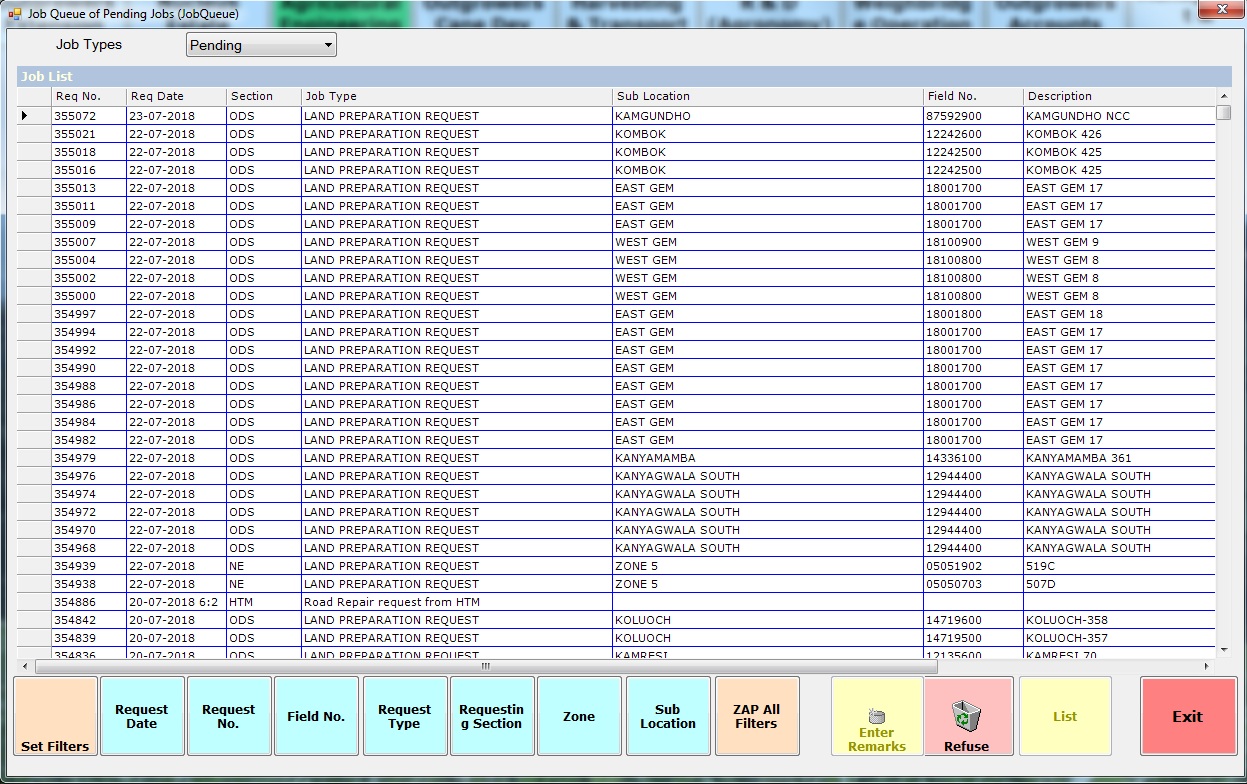 Job Queue of Pending Jobs (JobQueue)
Job Types Pending
Job List
Req No. Req Date Section Job Type Sub Location Field No. Description
355072 23-07-2018 ODS LAND PREPARATION REQUEST KAMGUNDHO 87592900 KAMGUNDHO NCC
355021 22-07-2018 ODS LAND PREPARATION REQUEST KOMBOK 12242600 KOMBOK 426
355018 22-07-2018 ODS LAND PREPARATION REQUEST KOMBOK 12242500 KOMBOK 425
355016 22-07-2018 ODS LAND PREPARATION REQUEST KOMBOK 12242500 KOMBOK 425
355013 22-07-2018 ODS LAND PREPARATION REQUEST EAST GEM 18001700 EAST GEM 17
355011 22-07-2018 ODS LAND PREPARATION REQUEST EAST GEM 18001700 EAST GEM 17
355009 22-07-2018 ODS LAND PREPARATION REQUEST EAST GEM 18001700 EAST GEM 17
355007 22-07-2018 ODS LAND PREPARATION REQUEST WEST GEM 18100900 WEST GEM 9
355004 22-07-2018 ODS LAND PREPARATION REQUEST WEST GEM 18100800 WEST GEM 8
355002 22-07-2018 ODS LAND PREPARATION REQUEST WEST GEM 18100800 WEST GEM 8
355000 22-07-2018 ODS LAND PREPARATION REQUEST WEST GEM 18100800 WEST GEM 8
354997 22-07-2018 ODS LAND PREPARATION REQUEST EAST GEM 18001800 EAST GEM 18
354994 22-07-2018 ODS LAND PREPARATION REQUEST EAST GEM 18001700 EAST GEM 17
354992 22-07-2018 ODS LAND PREPARATION REQUEST EAST GEM 18001700 EAST GEM 17
354990 22-07-2018 ODS LAND PREPARATION REQUEST EAST GEM 18001700 EAST GEM 17
354988 22-07-2018 ODS LAND PREPARATION REQUEST EAST GEM 18001700 EAST GEM 17
354986 22-07-2018 ODS LAND PREPARATION REQUEST EAST GEM 18001700 EAST GEM 17
354984 22-07-2018 ODS LAND PREPARATION REQUEST EAST GEM 18001700 EAST GEM 17
354982 22-07-2018 ODS LAND PREPARATION REQUEST EAST GEM 18001700 EAST GEM 17
354979 22-07-2018 ODS LAND PREPARATION REQUEST KANYAMAMBA 14336100 KANYAMAMBA 361
354976 22-07-2018 ODS LAND PREPARATION REQUEST KANYAGWALA SOUTH 12944400 KANYAGWALA SOUTH
354974 22-07-2018 ODS LAND PREPARATION REQUEST KANYAGWALA SOUTH 12944400 KANYAGWALA SOUTH
354972 22-07-2018 ODS LAND PREPARATION REQUEST KANYAGWALA SOUTH 12944400 KANYAGWALA SOUTH
354970 22-07-2018 ODS LAND PREPARATION REQUEST KANYAGWALA SOUTH 12944400 KANYAGWALA SOUTH
354968 22-07-2018 ODS LAND PREPARATION REQUEST KANYAGWALA SOUTH 12944400 KANYAGWALA SOUTH
354939 22-07-2018 NE LAND PREPARATION REQUEST ZONE 5 05051902 519C
354938 22-07-2018 NE LAND PREPARATION REQUEST ZONE 5 05050703 507D
354886 20-07-2018 6:2 HTM Road Repair request from HTM
354842 20-07-2018 ODS LAND PREPARATION REQUEST KOLUOCH 14719600 KOLUOCH-358
354839 20-07-2018 ODS LAND PREPARATION REQUEST KOLUOCH 14719500 KOLUOCH-357
354836 20-07-2018 ODS LAND PREPARATION REQUEST KAMRESI 12135600 KAMRESI 70
Set Filters
Request
Date
Request
No.
Field No.
Request
Type
Requestin
g Section
Zone
Sub
Location
ZAP All
Filters
Enter
Remarks
Refuse
List
Exit